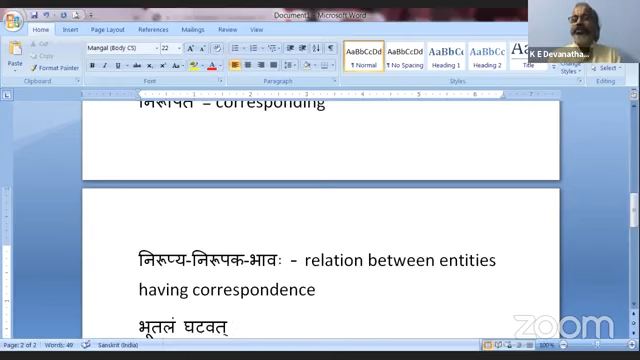 Document1 - Microsoft Word
Home Insert Page Layout References Mailings Review View
Mangal (Body CS) 22
Paste
Cut
Copy
Format Painter
Clipboard Font Paragraph Styles Editing
AaBbCcDd AaBbCcDd AaBbCc AaBbCc
¶ Normal ¶ No Spacing Heading 1 Heading 2 Title
Change Styles
Find
Replace
Select
K E Devanatha...
निरूपित = corresponding
निरूप्य-निरूपक-भावः - relation between entities
having correspondence
भूतलं घटवत्
zoom
Page: 2 of 2 Words: 49 Sanskrit (India) 100%